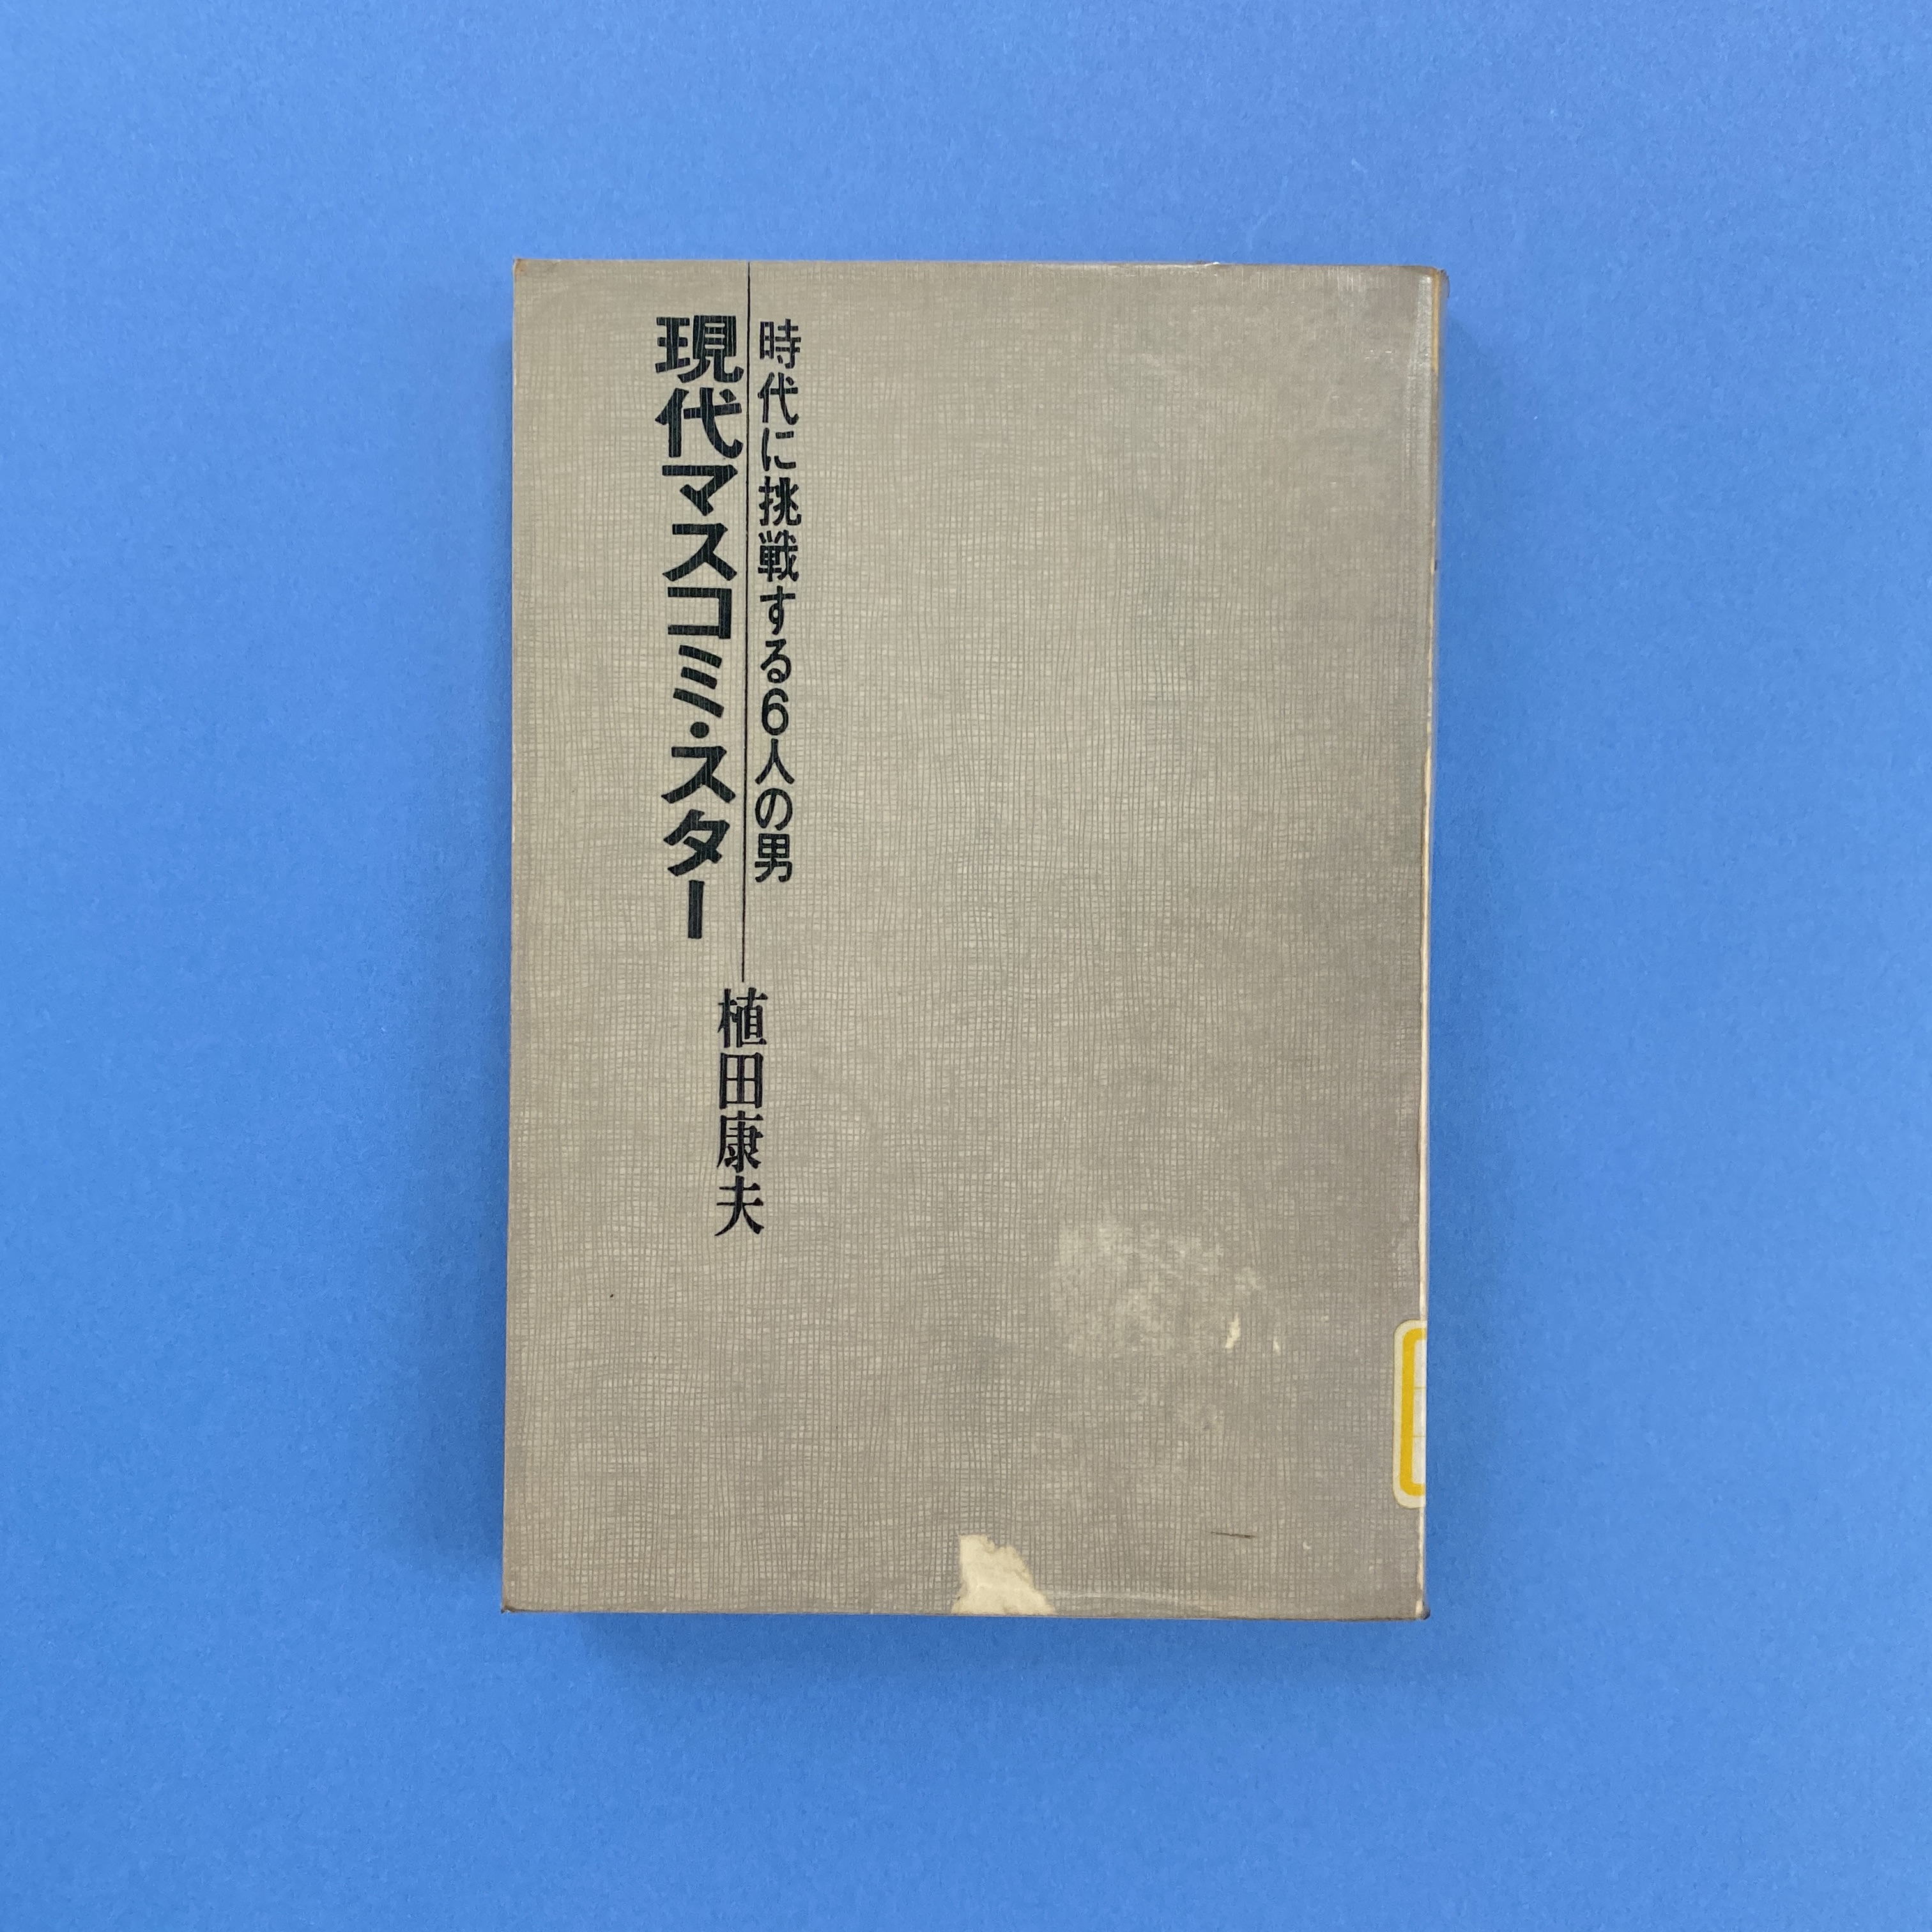 時代に挑戦する6人の男
現代マスコミ・スター
植田康夫